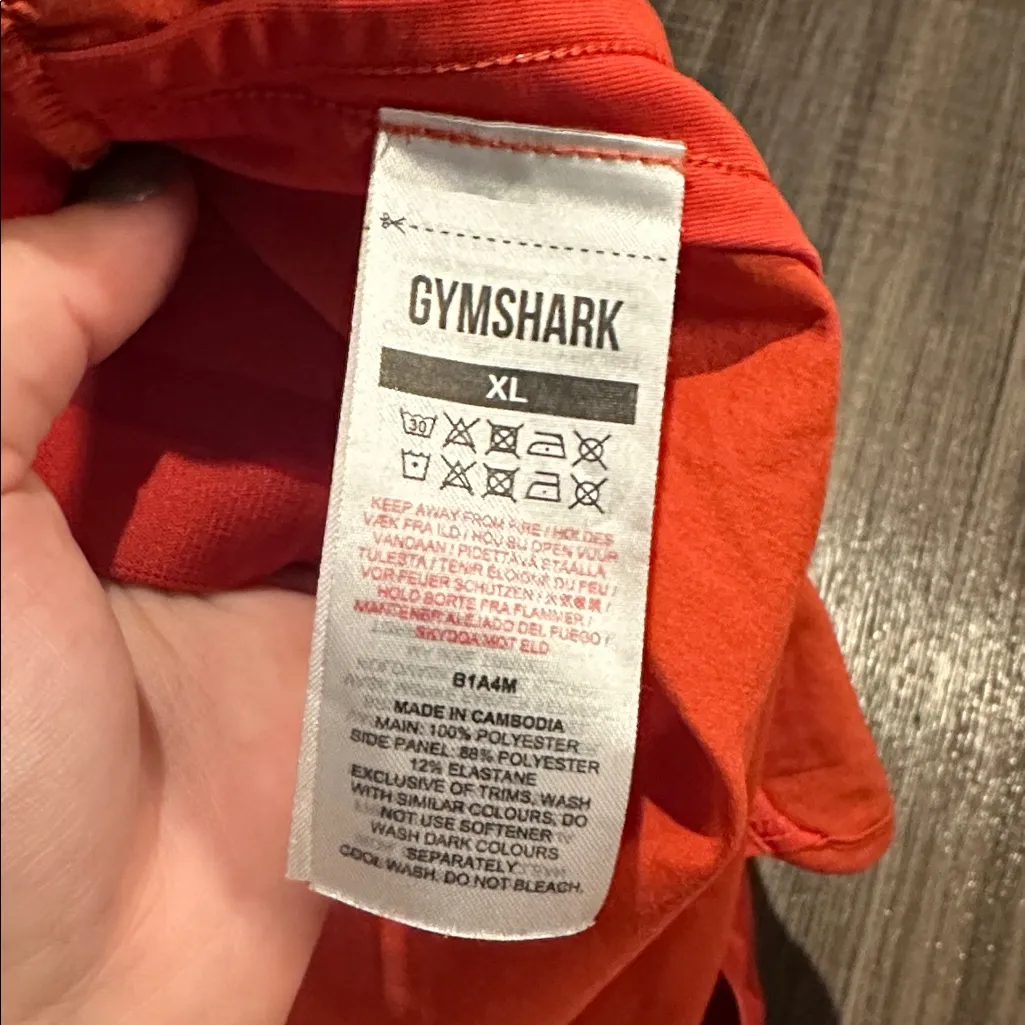 GYMSHARK
XL
30
KEEP AWAY FROM FIRE / HOLDES
VÆK FRA ILD / HOU BIJ OPEN VUUR
VANDAAN / PIDETTÄVÄ ETÄÄLLÄ
TULESTA / TENIR ÉLOIGNÉ DU FEU /
VOR FEUER SCHÜTZEN /
HOLD BORTE FRA FLAMMER /
MANTENER ALEJADO DEL FUEGO /
SKYDDA MOT ELD
B1A4M
MADE IN CAMBODIA
MAIN: 100% POLYESTER
SIDE PANEL: 88% POLYESTER
12% ELASTANE
EXCLUSIVE OF TRIMS, WASH
WITH SIMILAR COLOURS, DO
NOT USE SOFTENER
WASH DARK COLOURS
SEPARATELY
COOL WASH. DO NOT BLEACH.